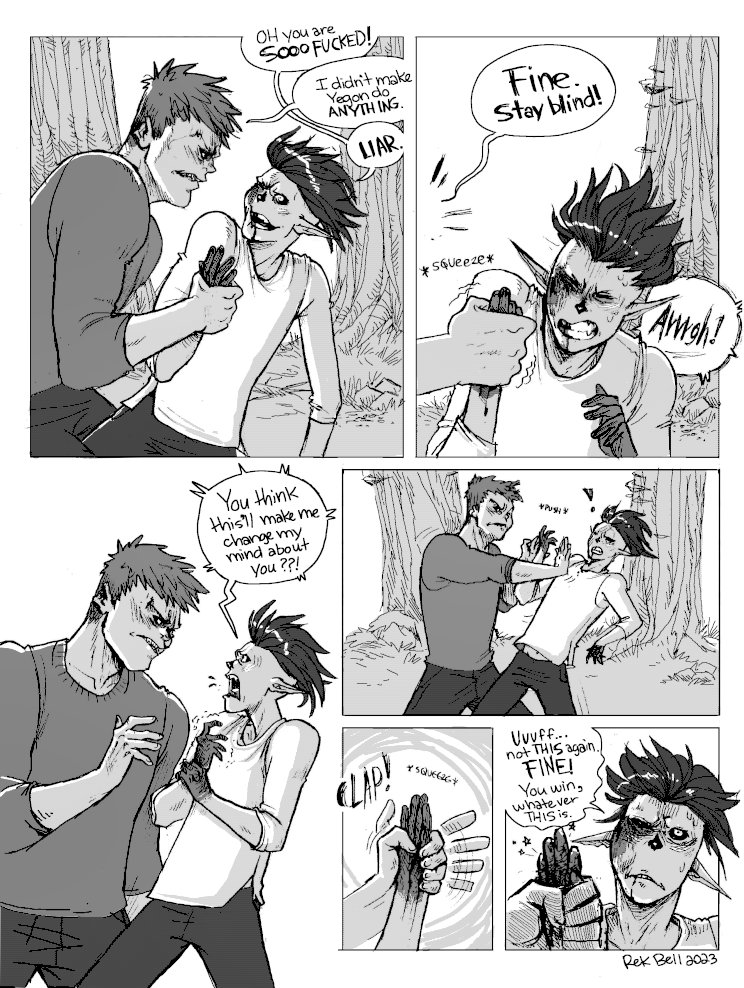 OH you are
SOOO FUCKED!
I didn't make
Yegon do
ANYTHING.
LIAR.
Fine.
Stay blind!
*SQUEEZE*
Arrrgh!
You think
this'll make me
change my
mind about
you??!
*PUSH*
!
CLAP!
*SQUEEZE*
Uvuff...
not THIS again.
FINE!
You win,
whatever
THIS is.
Rek Bell 2023